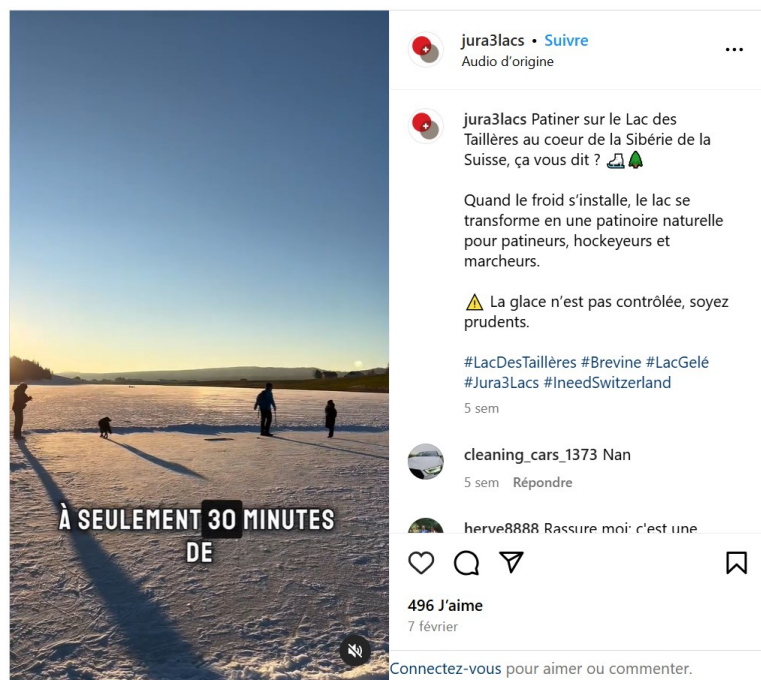 À SEULEMENT 30 MINUTES
DE
jura3lacs • Suivre
Audio d’origine
jura3lacs Patiner sur le Lac des
Taillères au coeur de la Sibérie de la
Suisse, ça vous dit ? ⛸️🌲
Quand le froid s’installe, le lac se
transforme en une patinoire naturelle
pour patineurs, hockeyeurs et
marcheurs.
⚠️ La glace n’est pas contrôlée, soyez
prudents.
#LacDesTaillères #Brevine #LacGelé
#Jura3Lacs #IneedSwitzerland
5 sem
cleaning_cars_1373 Nan
5 sem Répondre
herve8888 Rassure moi: c'est une
496 J’aime
7 février
Connectez-vous pour aimer ou commenter.